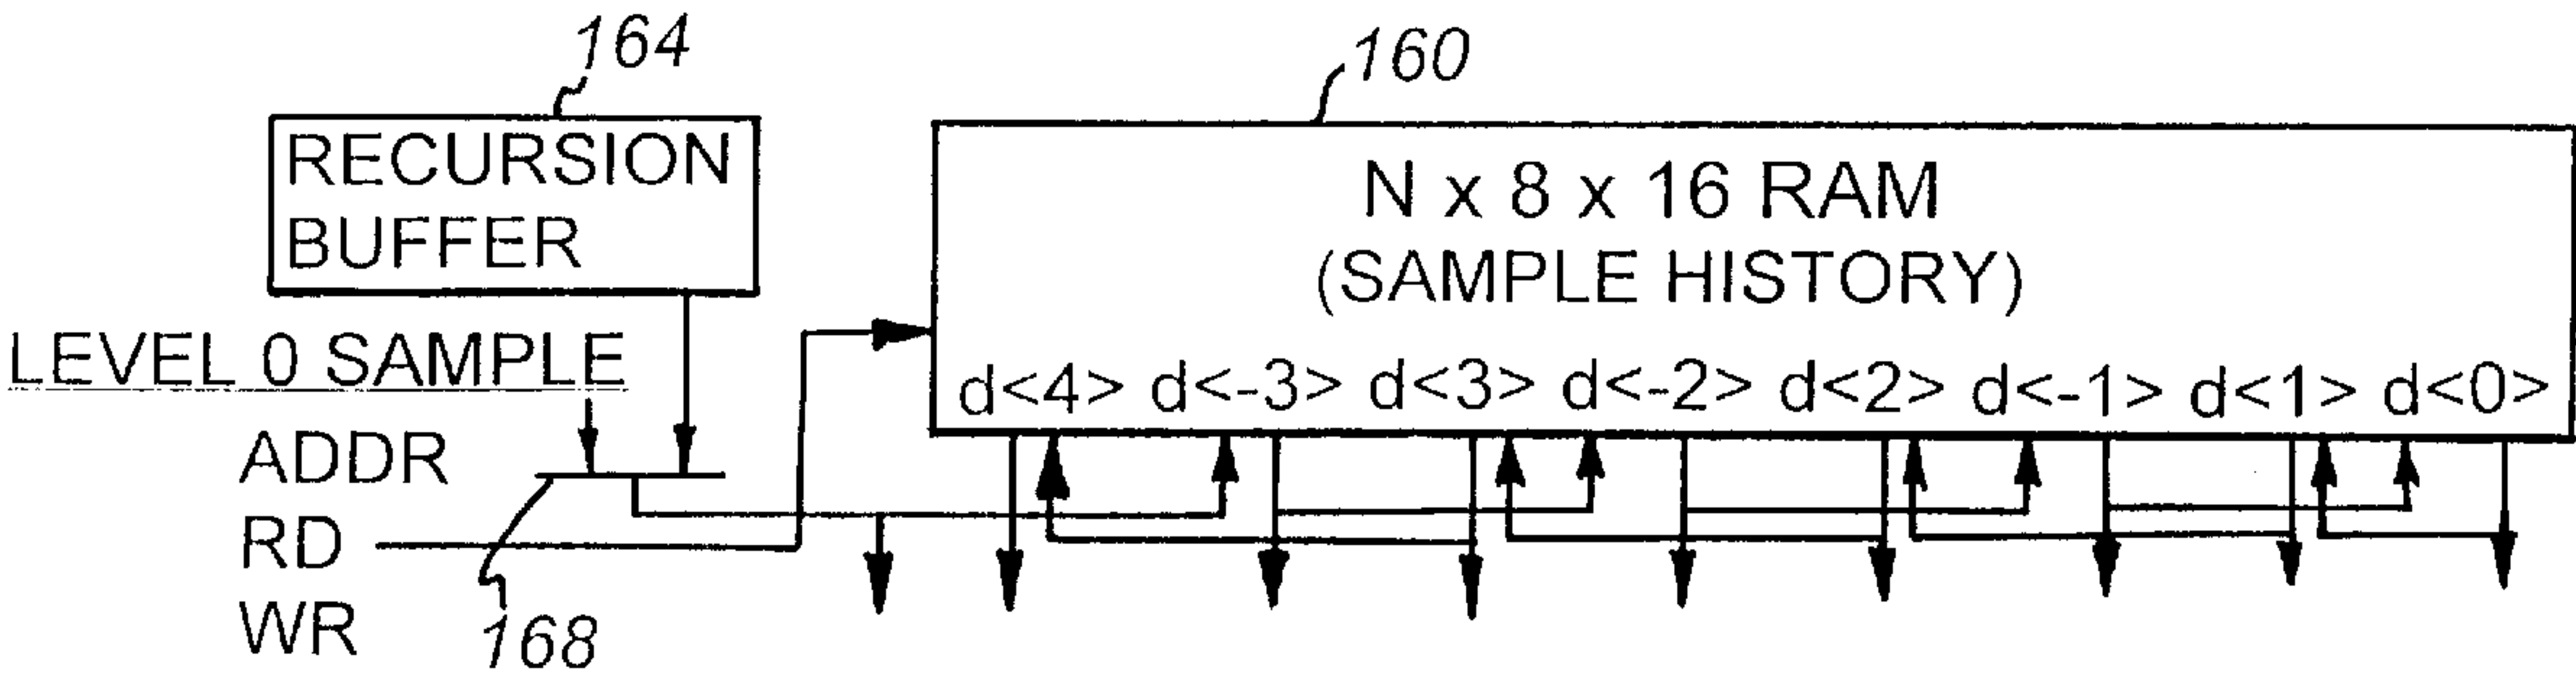 164
160
RECURSION
BUFFER
N x 8 x 16 RAM
(SAMPLE HISTORY)
LEVEL 0 SAMPLE
d<4> d<-3> d<3> d<-2> d<2> d<-1> d<1> d<0>
ADDR
RD
WR
168